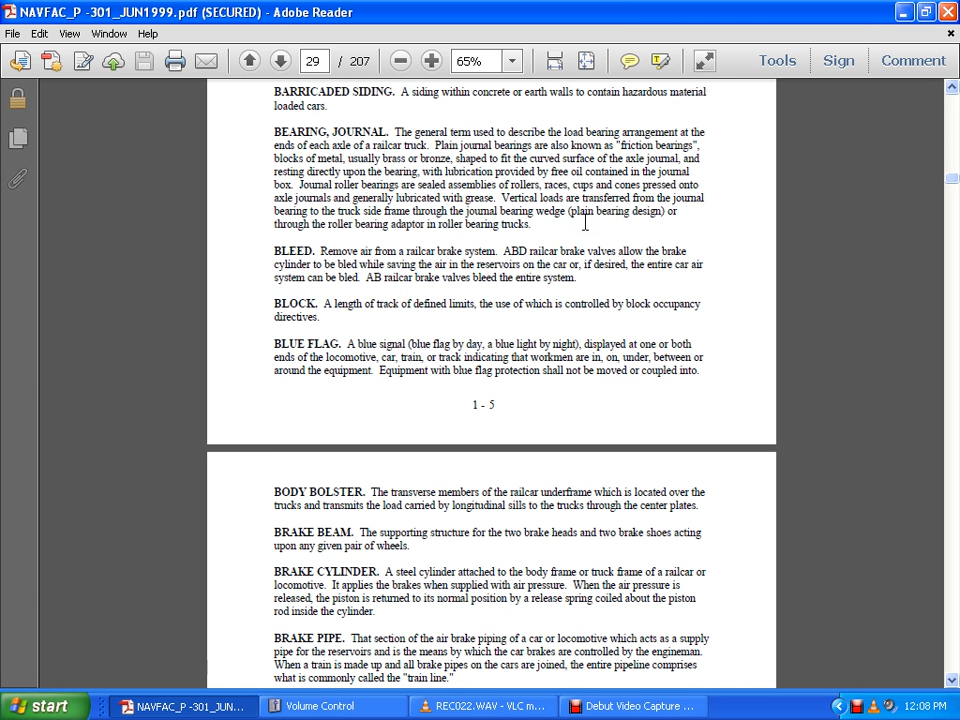 NAVFAC_P -301_JUN1999.pdf (SECURED) - Adobe Reader
File Edit View Window Help
29 / 207 65% Tools Sign Comment
BARRICADED SIDING. A siding within concrete or earth walls to contain hazardous material
loaded cars.
BEARING, JOURNAL. The general term used to describe the load bearing arrangement at the
ends of each axle of a railcar truck. Plain journal bearings are also known as "friction bearings",
blocks of metal, usually brass or bronze, shaped to fit the curved surface of the axle journal, and
resting directly upon the bearing, with lubrication provided by free oil contained in the journal
box. Journal roller bearings are sealed assemblies of rollers, races, cups and cones pressed onto
axle journals and generally lubricated with grease. Vertical loads are transferred from the journal
bearing to the truck side frame through the journal bearing wedge (plain bearing design) or
through the roller bearing adaptor in roller bearing trucks.
BLEED. Remove air from a railcar brake system. ABD railcar brake valves allow the brake
cylinder to be bled while saving the air in the reservoirs on the car or, if desired, the entire car air
system can be bled. AB railcar brake valves bleed the entire system.
BLOCK. A length of track of defined limits, the use of which is controlled by block occupancy
directives.
BLUE FLAG. A blue signal (blue flag by day, a blue light by night), displayed at one or both
ends of the locomotive, car, train, or track indicating that workmen are in, on, under, between or
around the equipment. Equipment with blue flag protection shall not be moved or coupled into.
1 - 5
BODY BOLSTER. The transverse members of the railcar underframe which is located over the
trucks and transmits the load carried by longitudinal sills to the trucks through the center plates.
BRAKE BEAM. The supporting structure for the two brake heads and two brake shoes acting
upon any given pair of wheels.
BRAKE CYLINDER. A steel cylinder attached to the body frame or truck frame of a railcar or
locomotive. It applies the brakes when supplied with air pressure. When the air pressure is
released, the piston is returned to its normal position by a release spring coiled about the piston
rod inside the cylinder.
BRAKE PIPE. That section of the air brake piping of a car or locomotive which acts as a supply
pipe for the reservoirs and is the means by which the car brakes are controlled by the engineman.
When a train is made up and all brake pipes on the cars are joined, the entire pipeline comprises
what is commonly called the "train line."
start NAVFAC_P -301_JUN... Volume Control REC022.WAV - VLC m... Debut Video Capture ... 12:08 PM